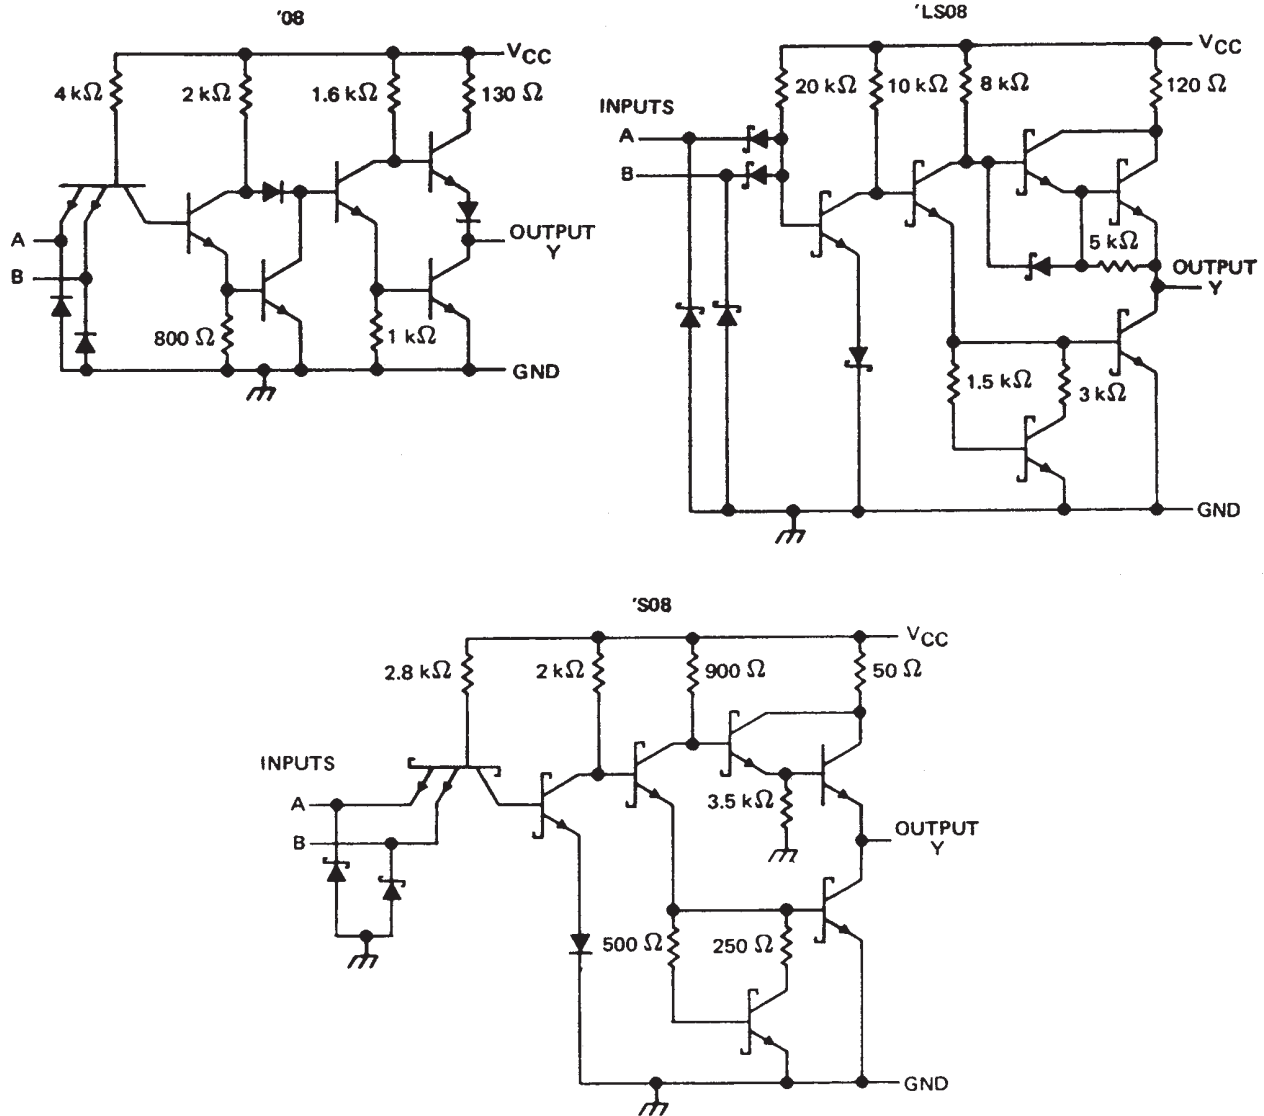 '08
VCC
4 kΩ
2 kΩ
1.6 kΩ
130 Ω
A
B
OUTPUT
Y
800 Ω
1 kΩ
GND
'LS08
VCC
20 kΩ
10 kΩ
8 kΩ
120 Ω
INPUTS
A
B
5 kΩ
OUTPUT
Y
1.5 kΩ
3 kΩ
GND
'S08
VCC
2.8 kΩ
2 kΩ
900 Ω
50 Ω
INPUTS
A
B
3.5 kΩ
OUTPUT
Y
500 Ω
250 Ω
GND